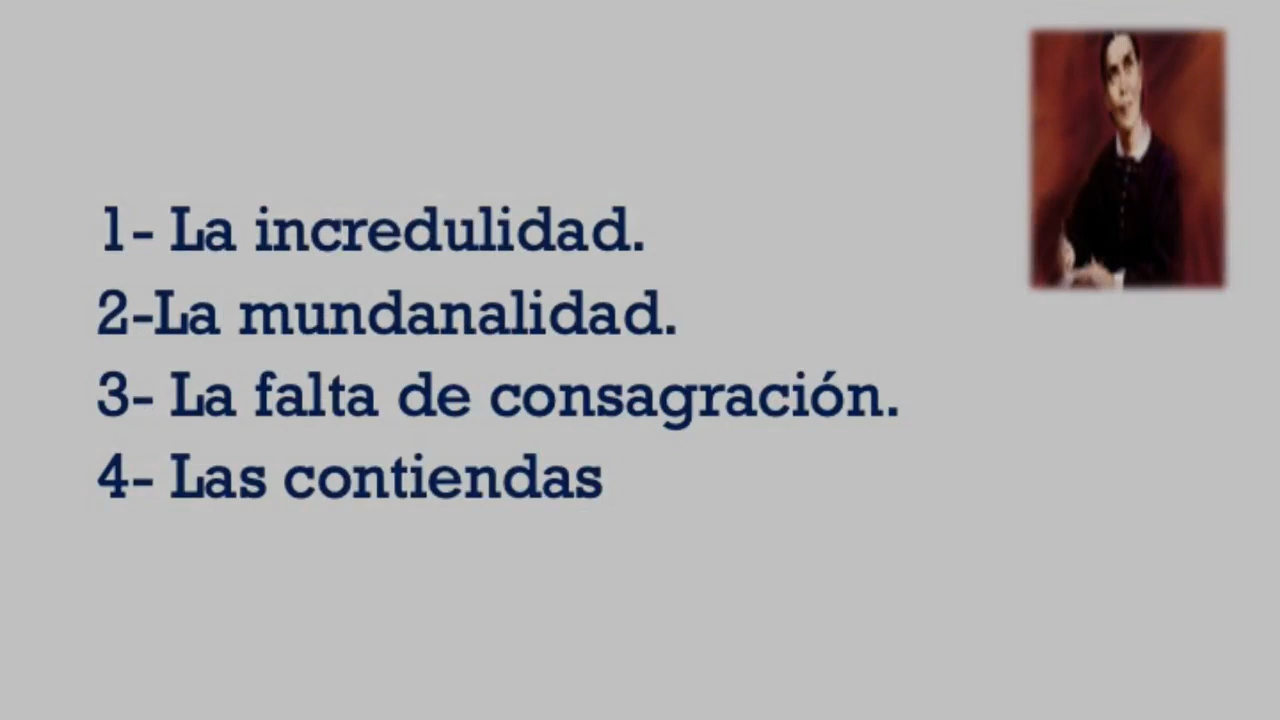 1- La incredulidad.
2-La mundanalidad.
3- La falta de consagración.
4- Las contiendas